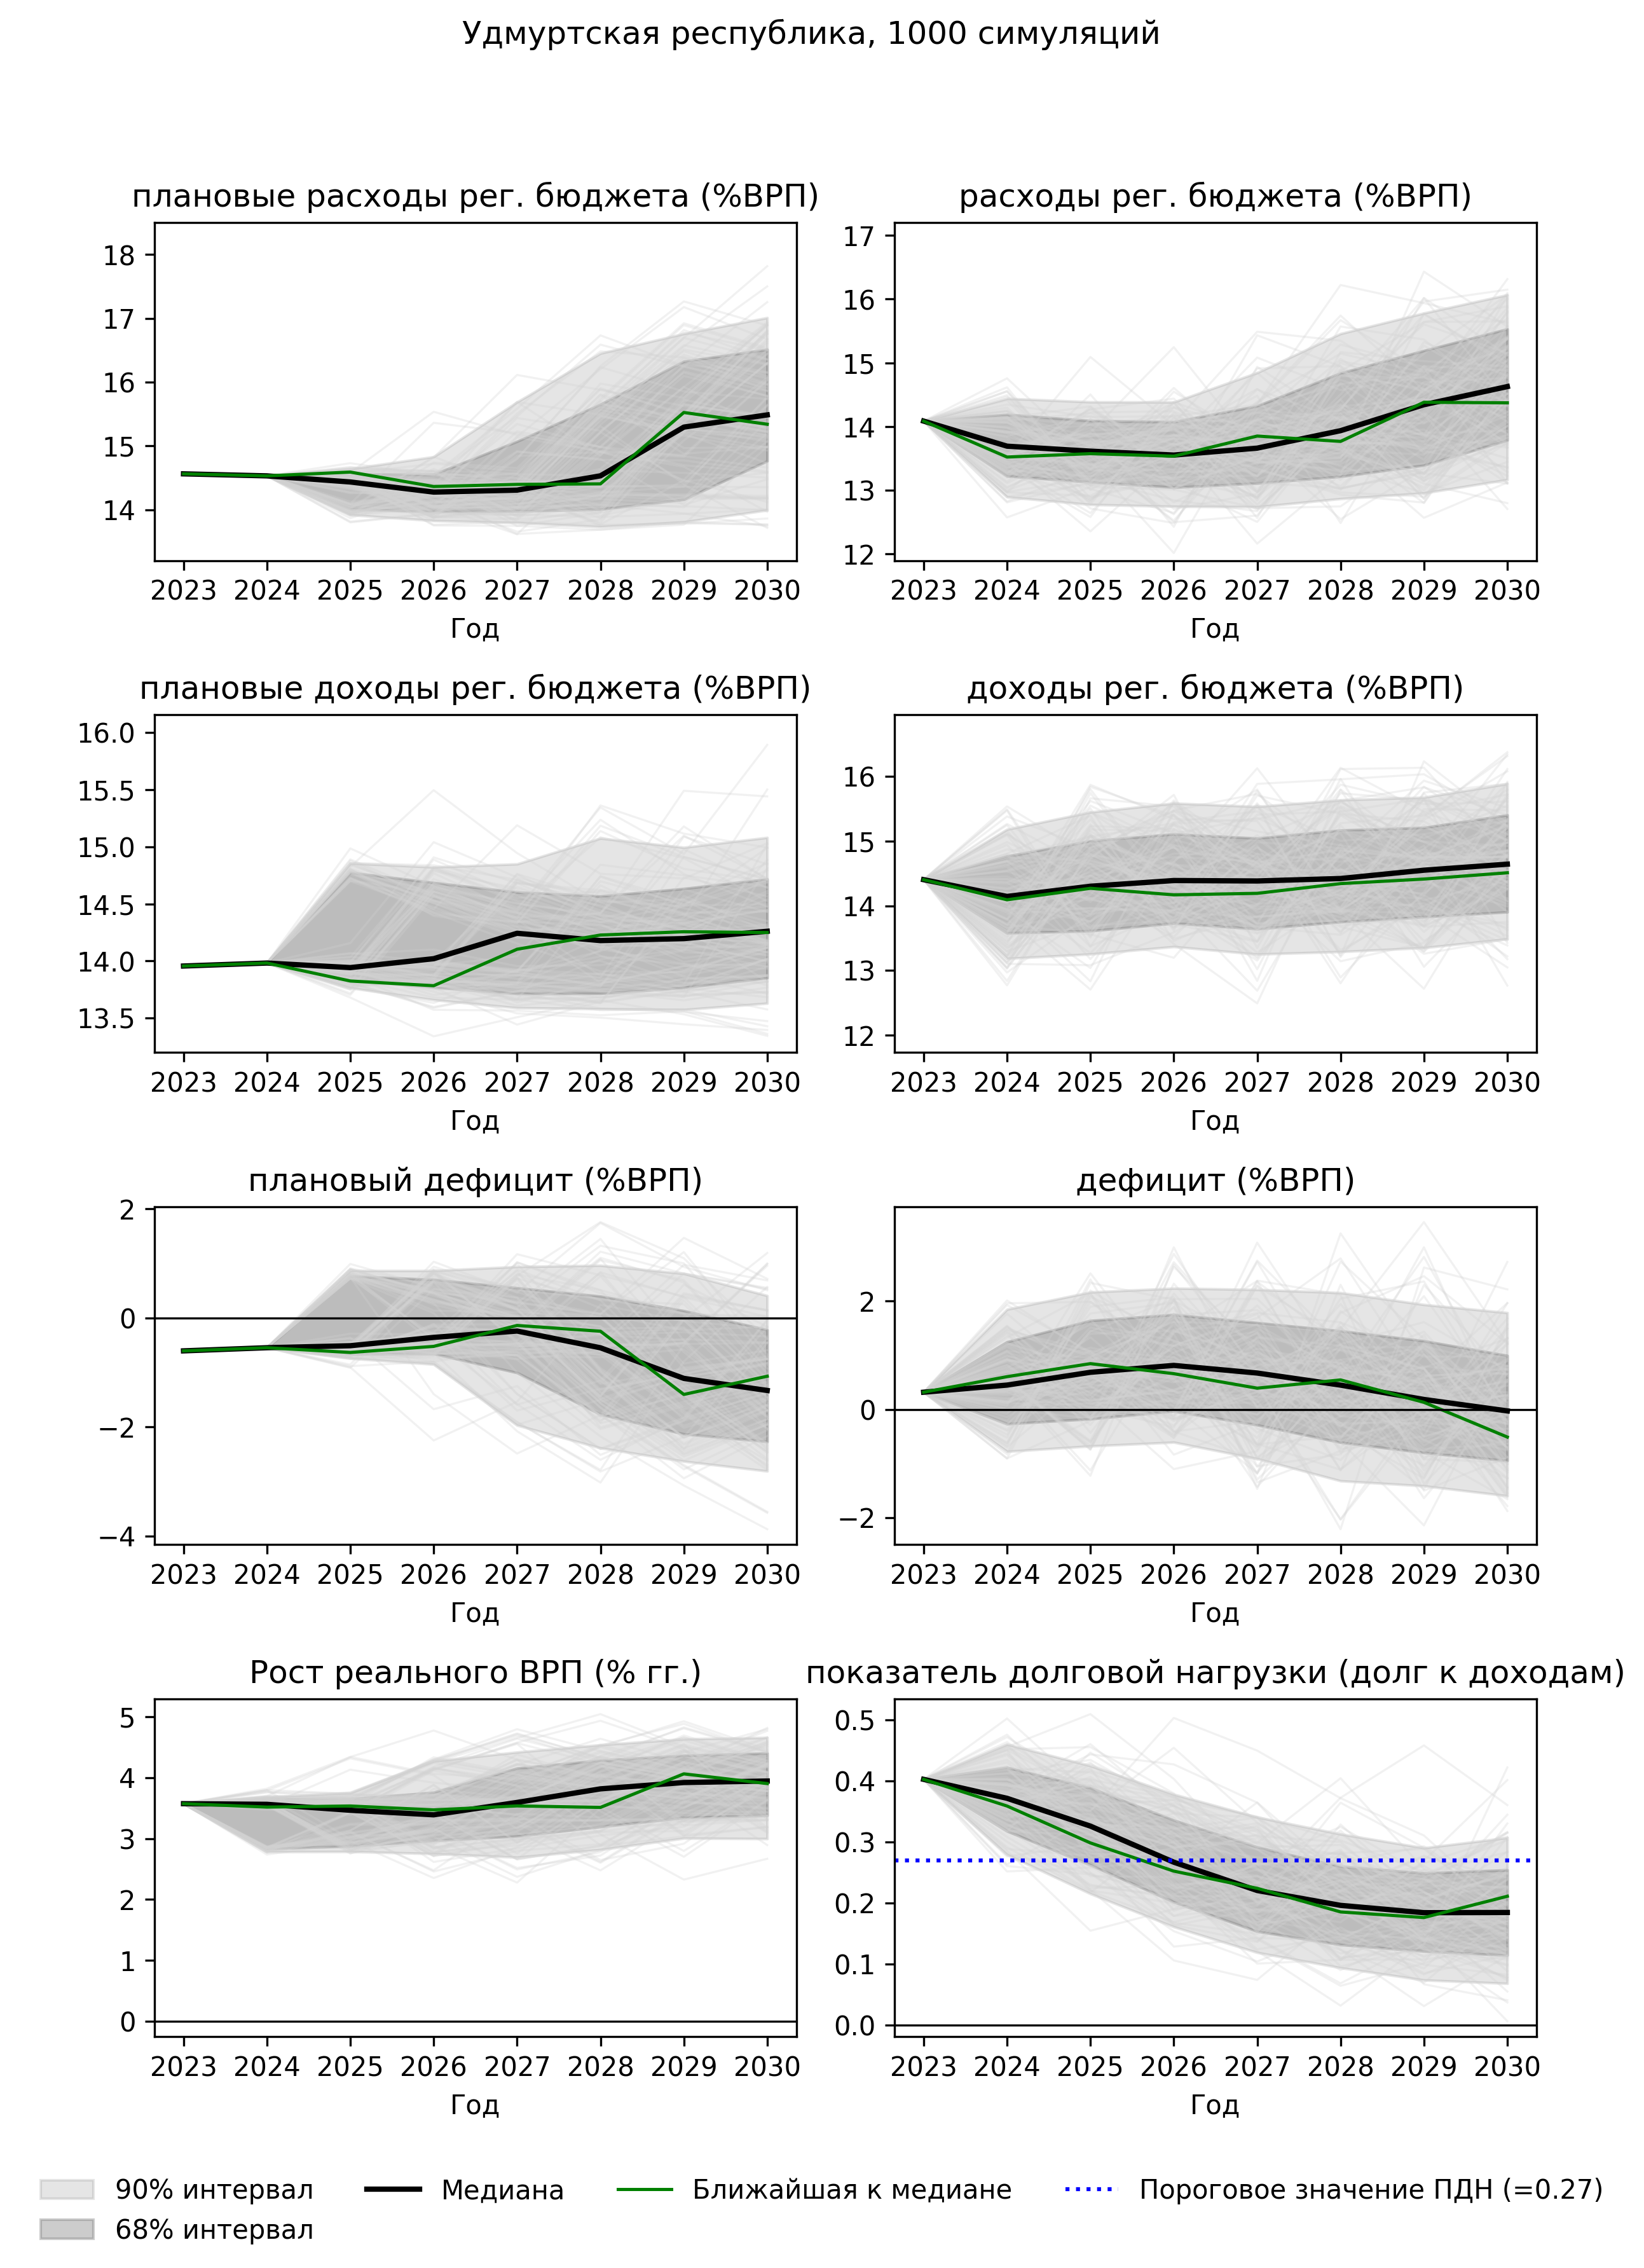 Удмуртская республика, 1000 симуляций
плановые расходы рег. бюджета (%ВРП)
18
17
16
15
14
2023 2024 2025 2026 2027 2028 2029 2030
Год
расходы рег. бюджета (%ВРП)
17
16
15
14
13
12
2023 2024 2025 2026 2027 2028 2029 2030
Год
плановые доходы рег. бюджета (%ВРП)
16.0
15.5
15.0
14.5
14.0
13.5
2023 2024 2025 2026 2027 2028 2029 2030
Год
доходы рег. бюджета (%ВРП)
16
15
14
13
12
2023 2024 2025 2026 2027 2028 2029 2030
Год
плановый дефицит (%ВРП)
2
0
−2
−4
2023 2024 2025 2026 2027 2028 2029 2030
Год
дефицит (%ВРП)
2
0
−2
2023 2024 2025 2026 2027 2028 2029 2030
Год
Рост реального ВРП (% гг.)
5
4
3
2
1
0
2023 2024 2025 2026 2027 2028 2029 2030
Год
показатель долговой нагрузки (долг к доходам)
0.5
0.4
0.3
0.2
0.1
0.0
2023 2024 2025 2026 2027 2028 2029 2030
Год
90% интервал
68% интервал
Медиана
Ближайшая к медиане
Пороговое значение ПДН (=0.27)